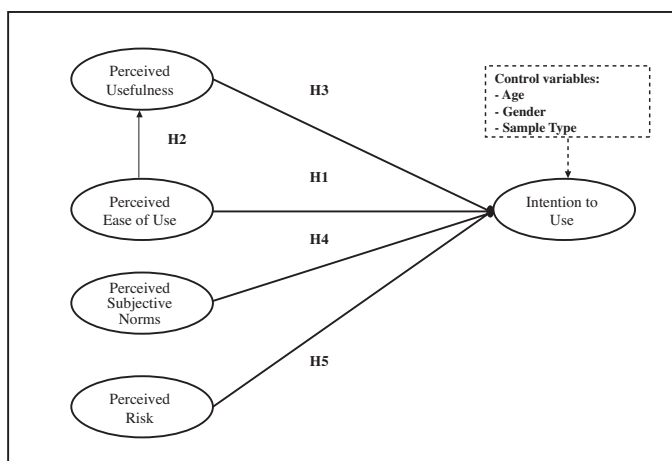 Perceived
Usefulness
H3
Control variables:
- Age
- Gender
- Sample Type
H2
H1
Perceived
Ease of Use
Intention to
Use
H4
Perceived
Subjective
Norms
H5
Perceived
Risk